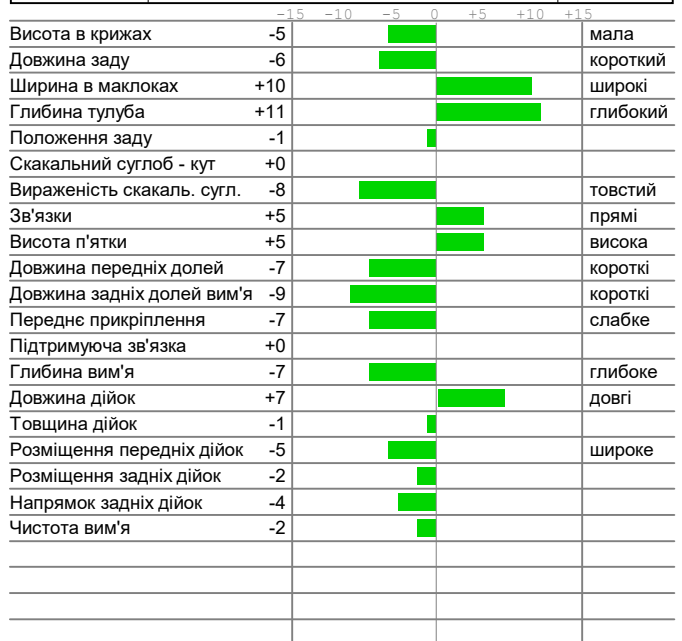 -15 -10 -5 0 +5 +10 +15
Висота в крижах -5 мала
Довжина заду -6 короткий
Ширина в маклоках +10 широкі
Глибина тулуба +11 глибокий
Положення заду -1
Скакальний суглоб - кут +0
Вираженість скакаль. сугл. -8 товстий
Зв'язки +5 прямі
Висота п'ятки +5 висока
Довжина передніх долей -7 короткі
Довжина задніх долей вим'я -9 короткі
Переднє прикріплення -7 слабке
Підтримуюча зв'язка +0
Глибина вим'я -7 глибоке
Довжина дійок +7 довгі
Товщина дійок -1
Розміщення передніх дійок -5 широке
Розміщення задніх дійок -2
Напрямок задніх дійок -4
Чистота вим'я -2